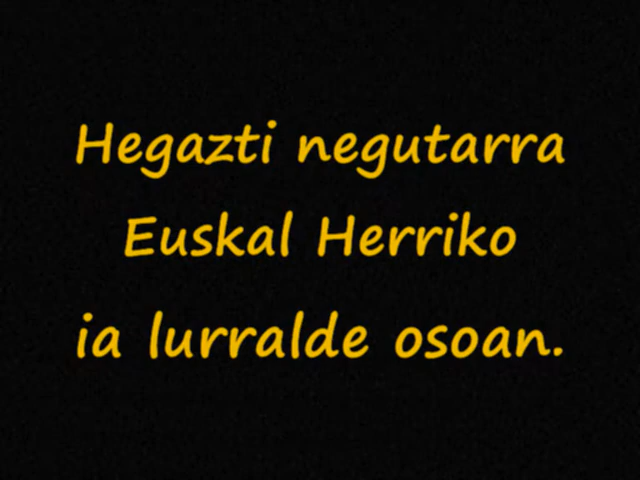 Hegazti negutarra
Euskal Herriko
ia lurralde osoan.